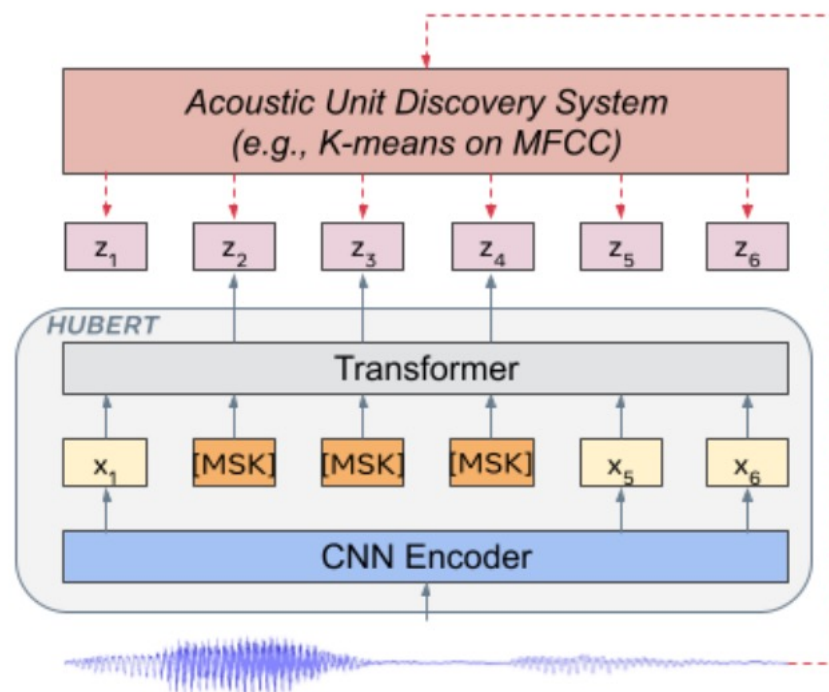 Acoustic Unit Discovery System
(e.g., K-means on MFCC)
z₁ z₂ z₃ z₄ z₅ z₆
HUBERT
Transformer
x₁ [MSK] [MSK] [MSK] x₅ x₆
CNN Encoder